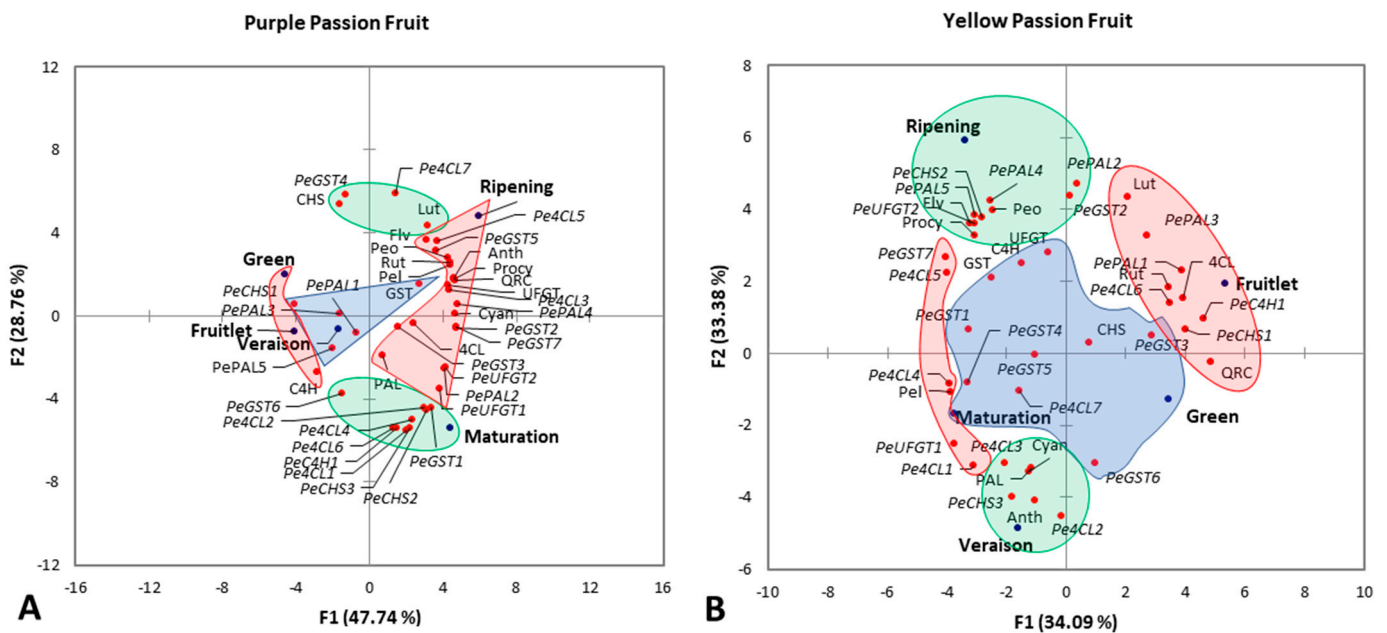 Purple Passion Fruit
12
8
4
0
-4
-8
-12
-16
-12
-8
-4
0
4
8
12
16
F2 (28.76 %)
F1 (47.74 %)
A
PeGST4
CHS
Pe4CL7
Ripening
Lut
Pe4CL5
Flv
PeGST5
Peo
Anth
Rut
Procy
Pel
QRC
GST
UFGT
Pe4CL3
PePAL4
Cyan
PeGST2
PeGST7
4CL
PeGST3
PeUFGT2
PAL
PePAL2
PeUFGT1
Green
PeCHS1
PePAL1
PePAL3
Fruitlet
Veraison
PePAL5
C4H
PeGST6
Pe4CL2
Maturation
Pe4CL4
Pe4CL6
PeGST1
PeC4H1
Pe4CL1
PeCHS3
PeCHS2
Yellow Passion Fruit
8
6
4
2
0
-2
-4
-6
-10
-8
-6
-4
-2
0
2
4
6
8
10
F2 (33.38 %)
F1 (34.09 %)
B
Ripening
PePAL4
PePAL2
PeCHS2
PePAL5
Flv
PeUFGT2
Peo
PeGST2
Procy
UFGT
C4H
GST
Lut
PePAL3
PePAL1
4CL
Rut
Pe4CL6
Fruitlet
PeC4H1
PeCHS1
QRC
PeGST7
Pe4CL5
PeGST1
PeGST4
CHS
PeGST3
PeGST5
Pe4CL4
Pel
Pe4CL7
Maturation
Green
PeUFGT1
Pe4CL3
Cyan
Pe4CL1
PAL
PeGST6
PeCHS3
Anth
Pe4CL2
Veraison